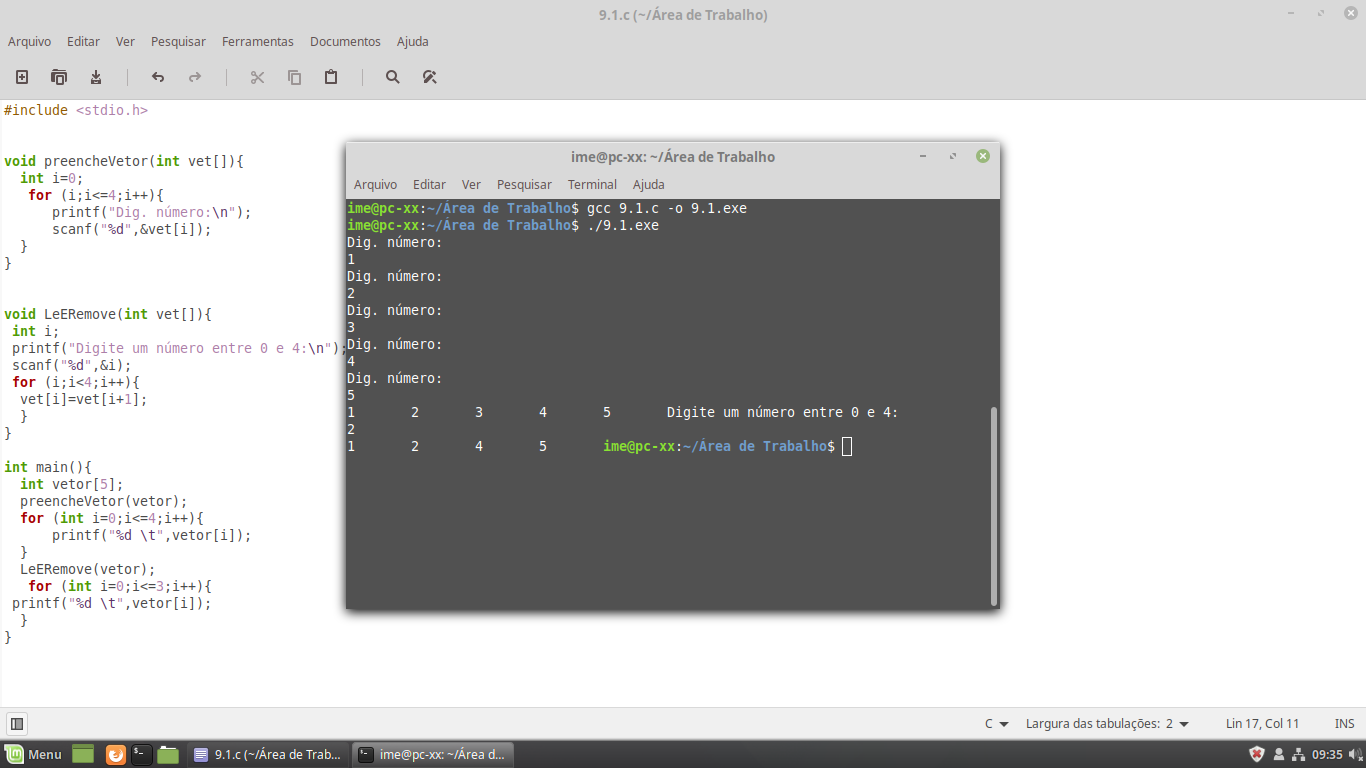 9.1.c (~/Área de Trabalho)
Arquivo Editar Ver Pesquisar Ferramentas Documentos Ajuda
#include <stdio.h>
void preencheVetor(int vet[]){
int i=0;
for (i;i<=4;i++){
printf("Dig. número:\n");
scanf("%d",&vet[i]);
}
}
void LeERemove(int vet[]){
int i;
printf("Digite um número entre 0 e 4:\n");
scanf("%d",&i);
for (i;i<4;i++){
vet[i]=vet[i+1];
}
}
int main(){
int vetor[5];
preencheVetor(vetor);
for (int i=0;i<=4;i++){
printf("%d \t",vetor[i]);
}
LeERemove(vetor);
for (int i=0;i<=3;i++){
printf("%d \t",vetor[i]);
}
}
ime@pc-xx: ~/Área de Trabalho
Arquivo Editar Ver Pesquisar Terminal Ajuda
ime@pc-xx:~/Área de Trabalho$ gcc 9.1.c -o 9.1.exe
ime@pc-xx:~/Área de Trabalho$ ./9.1.exe
Dig. número:
1
Dig. número:
2
Dig. número:
3
Dig. número:
4
Dig. número:
5
1 2 3 4 5 Digite um número entre 0 e 4:
2
1 2 4 5 ime@pc-xx:~/Área de Trabalho$
C Largura das tabulações: 2 Lin 17, Col 11 INS
Menu 9.1.c (~/Área de Trab... ime@pc-xx: ~/Área d... 09:35